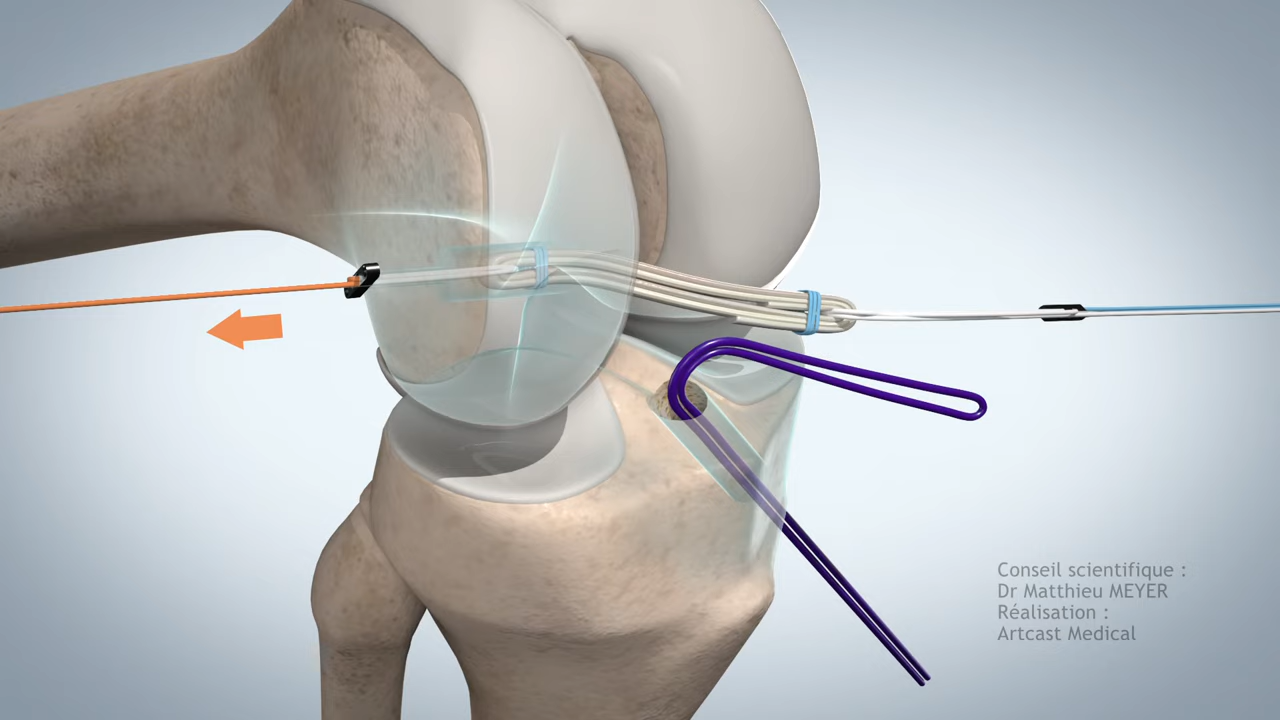 Conseil scientifique :
Dr Matthieu MEYER
Réalisation :
Artcast Medical